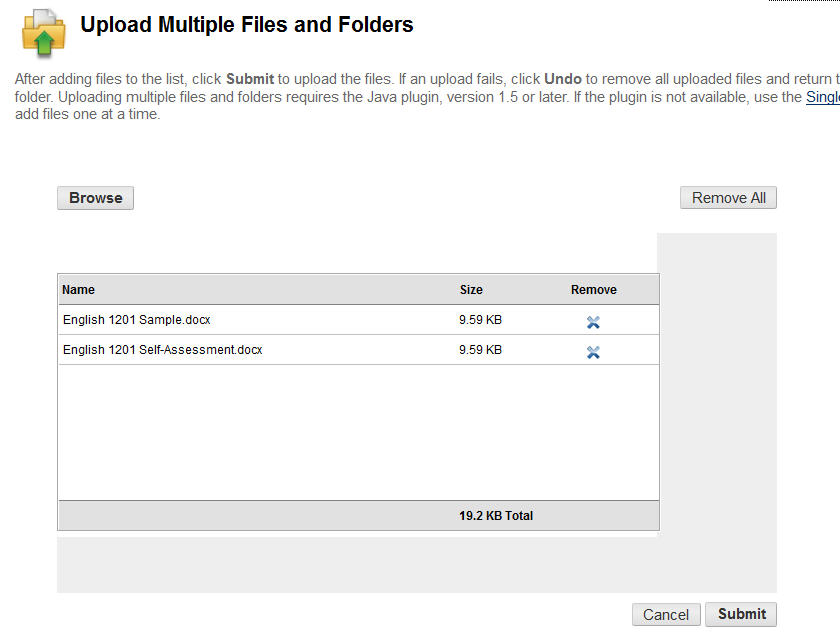 Upload Multiple Files and Folders
After adding files to the list, click Submit to upload the files. If an upload fails, click Undo to remove all uploaded files and return t
folder. Uploading multiple files and folders requires the Java plugin, version 1.5 or later. If the plugin is not available, use the Single
add files one at a time.
Browse
Remove All
Name Size Remove
English 1201 Sample.docx 9.59 KB
English 1201 Self-Assessment.docx 9.59 KB
19.2 KB Total
Cancel Submit